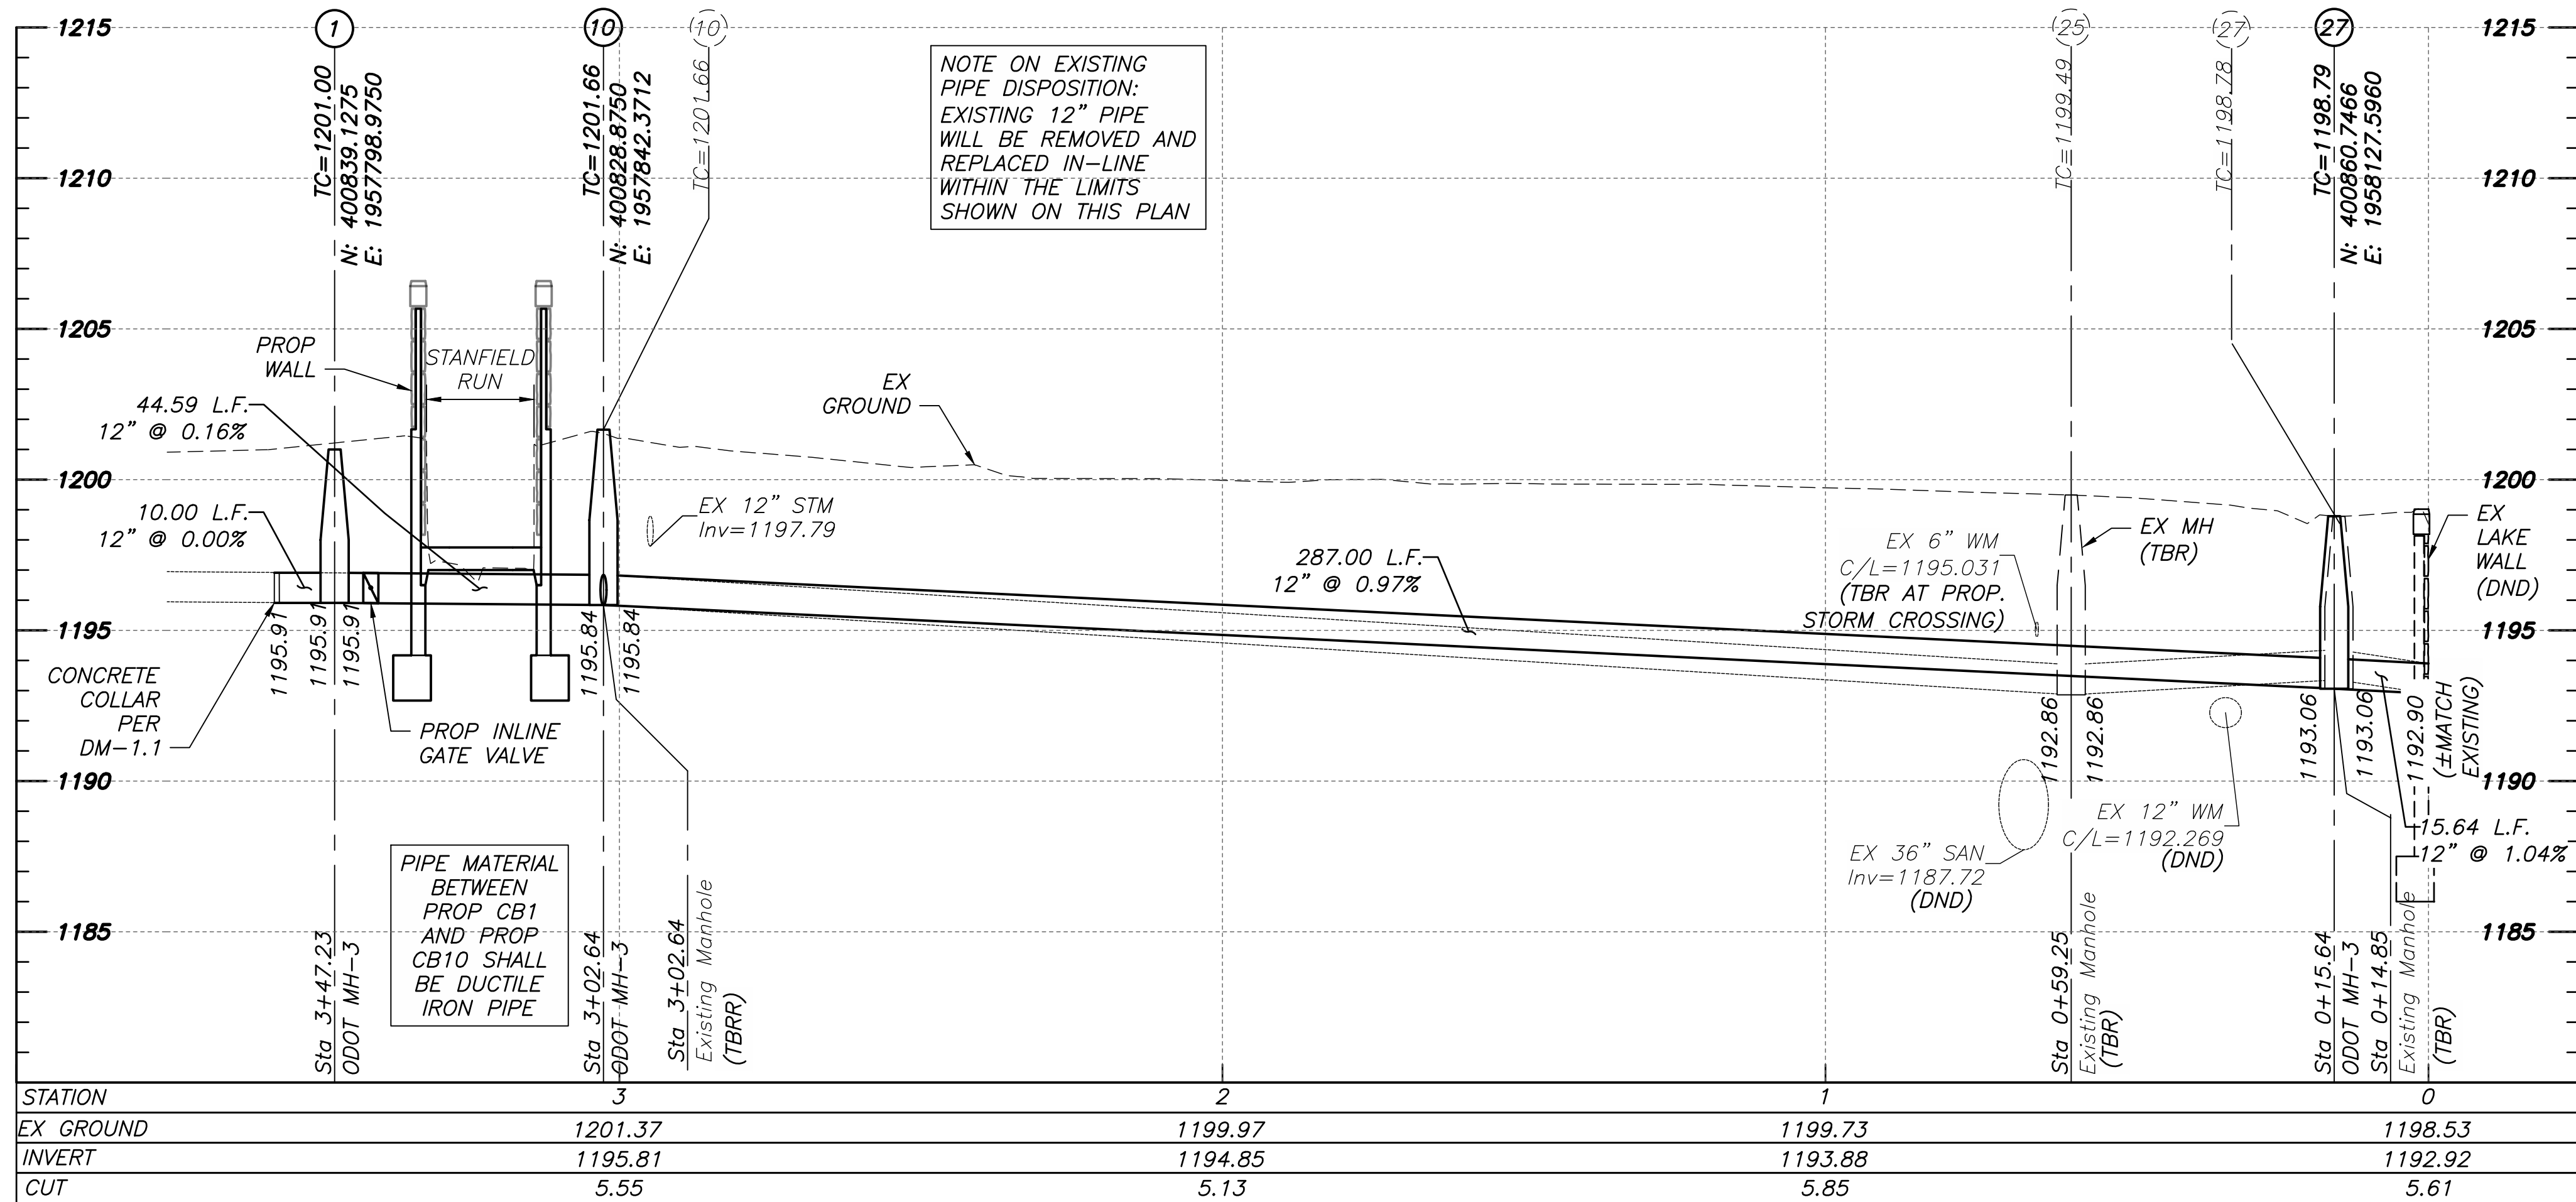 1215
1210
1205
1200
1195
1190
1185
1
TC=1201.00
N: 400839.1275
E: 1957798.9750
10
TC=1201.66
N: 400828.8750
E: 1957842.3712
(10)
TC=1201.66
NOTE ON EXISTING
PIPE DISPOSITION:
EXISTING 12" PIPE
WILL BE REMOVED AND
REPLACED IN-LINE
WITHIN THE LIMITS
SHOWN ON THIS PLAN
(25)
TC=1199.49
(27)
TC=1198.78
27
TC=1198.79
N: 400860.7466
E: 1958127.5960
1215
1210
1205
1200
1195
1190
1185
PROP
WALL
STANFIELD
RUN
44.59 L.F.
12" @ 0.16%
10.00 L.F.
12" @ 0.00%
EX
GROUND
EX 12" STM
Inv=1197.79
287.00 L.F.
12" @ 0.97%
EX 6" WM
C/L=1195.031
(TBR AT PROP.
STORM CROSSING)
EX MH
(TBR)
EX
LAKE
WALL
(DND)
CONCRETE
COLLAR
PER
DM-1.1
1195.91
1195.91
1195.91
PROP INLINE
GATE VALVE
1195.84
1195.84
1192.86
1192.86
1193.06
1193.06
1192.90
(±MATCH
EXISTING)
EX 36" SAN
Inv=1187.72
(DND)
EX 12" WM
C/L=1192.269
(DND)
15.64 L.F.
12" @ 1.04%
PIPE MATERIAL
BETWEEN
PROP CB1
AND PROP
CB10 SHALL
BE DUCTILE
IRON PIPE
Sta 3+47.23
ODOT MH-3
Sta 3+02.64
ODOT MH-3
Sta 3+02.64
Existing Manhole
(TBRR)
Sta 0+59.25
Existing Manhole
(TBR)
Sta 0+15.64
ODOT MH-3
Sta 0+14.85
Existing Manhole
(TBR)
STATION 3 2 1 0
EX GROUND 1201.37 1199.97 1199.73 1198.53
INVERT 1195.81 1194.85 1193.88 1192.92
CUT 5.55 5.13 5.85 5.61